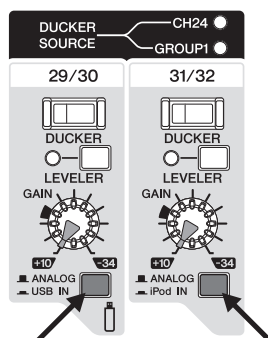 DUCKER SOURCE
CH24
GROUP1
29/30
31/32
DUCKER
DUCKER
LEVELER
LEVELER
GAIN
GAIN
+10
-34
+10
-34
ANALOG
USB IN
ANALOG
iPod IN